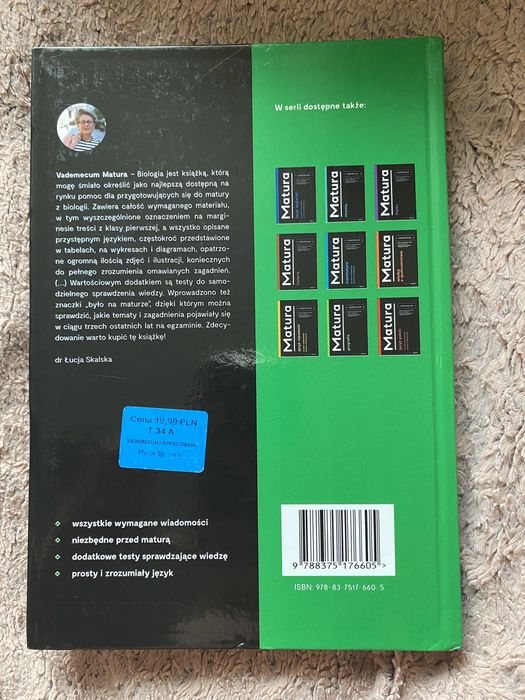 W serii dostępne także:
Vademecum Matura – Biologia jest książką, którą
mogę śmiało określić jako najlepszą dostępną na
rynku pomoc dla przygotowujących się do matury
z biologii. Zawiera całość wymaganego materiału,
w tym wyszczególnione oznaczeniem na margi-
nesie treści z klasy pierwszej, a wszystko opisane
przystępnym językiem, częstokroć przedstawione
w tabelach, na wykresach i diagramach, opatrzo-
ne ogromną ilością zdjęć i ilustracji, koniecznych
do pełnego zrozumienia omawianych zagadnień.
(...) Wartościowym dodatkiem są testy do samo-
dzielnego sprawdzenia wiedzy. Wprowadzono też
znaczki „było na maturze”, dzięki którym można
sprawdzić, jakie tematy i zagadnienia pojawiały się
w ciągu trzech ostatnich lat na egzaminie. Zdecy-
dowanie warto kupić tę książkę!
dr Łucja Skalska
Matura
Matura
Matura
Matura
Matura
Matura
Matura
Matura
Matura
Cena 19,99 PLN
T.34 A
VADEMECUM I OPRACOWANIA
wszystkie wymagane wiadomości
niezbędne przed maturą
dodatkowe testy sprawdzające wiedzę
prosty i zrozumiały język
9 788375 176605 >
ISBN: 978-83-7517-660-5